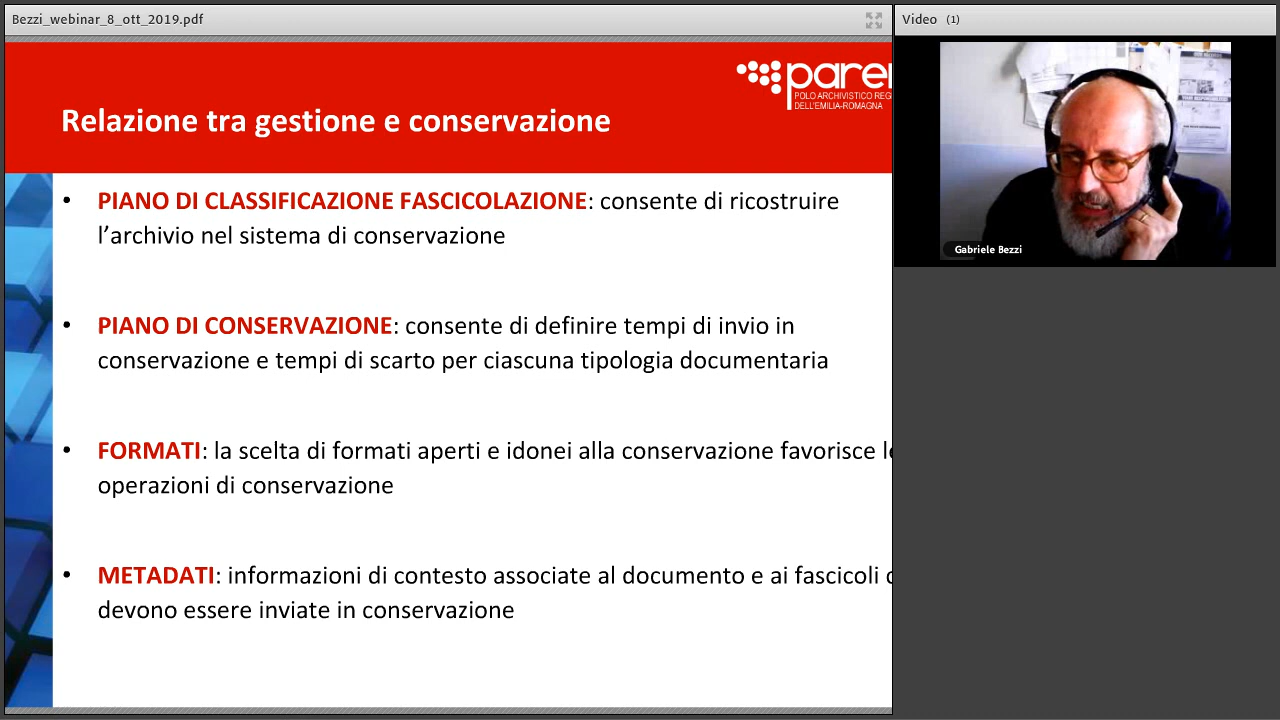 Bezzi_webinar_8_ott_2019.pdf
Video (1)
POLO ARCHIVISTICO REG
DELL'EMILIA-ROMAGNA
Relazione tra gestione e conservazione
• PIANO DI CLASSIFICAZIONE FASCICOLAZIONE: consente di ricostruire
l'archivio nel sistema di conservazione
• PIANO DI CONSERVAZIONE: consente di definire tempi di invio in
conservazione e tempi di scarto per ciascuna tipologia documentaria
• FORMATI: la scelta di formati aperti e idonei alla conservazione favorisce le
operazioni di conservazione
• METADATI: informazioni di contesto associate al documento e ai fascicoli
devono essere inviate in conservazione
Gabriele Bezzi